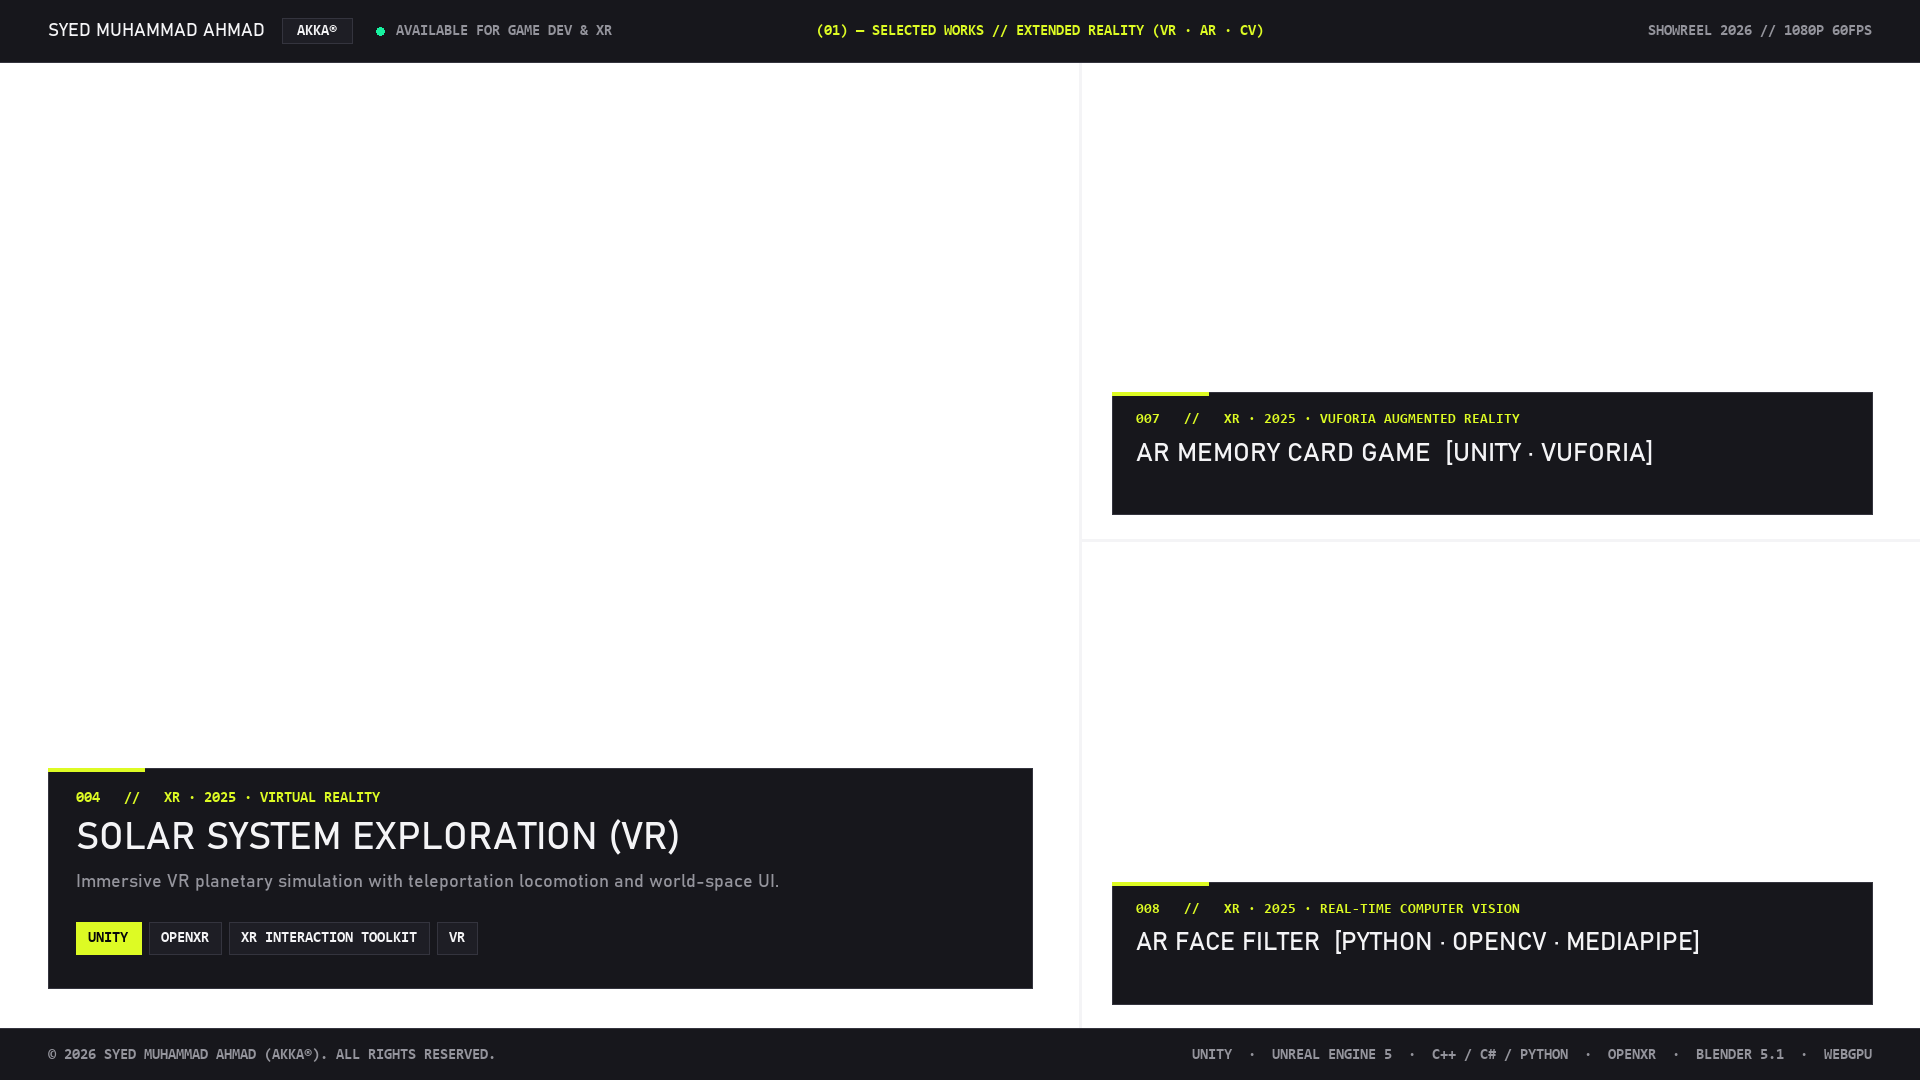 SYED MUHAMMAD AHMAD AKKA® AVAILABLE FOR GAME DEV & XR (01) — SELECTED WORKS // EXTENDED REALITY (VR · AR · CV) SHOWREEL 2026 // 1080P 60FPS
004 // XR · 2025 · VIRTUAL REALITY
SOLAR SYSTEM EXPLORATION (VR)
Immersive VR planetary simulation with teleportation locomotion and world-space UI.
UNITY OPENXR XR INTERACTION TOOLKIT VR
007 // XR · 2025 · VUFORIA AUGMENTED REALITY
AR MEMORY CARD GAME [UNITY · VUFORIA]
008 // XR · 2025 · REAL-TIME COMPUTER VISION
AR FACE FILTER [PYTHON · OPENCV · MEDIAPIPE]
© 2026 SYED MUHAMMAD AHMAD (AKKA®). ALL RIGHTS RESERVED. UNITY · UNREAL ENGINE 5 · C++ / C# / PYTHON · OPENXR · BLENDER 5.1 · WEBGPU